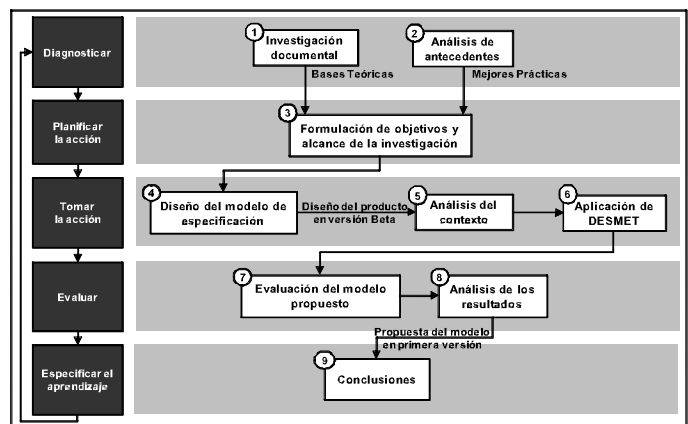 Diagnosticar
1
Investigación
documental
2
Análisis de
antecedentes
Bases Teóricas
Mejores Prácticas
Planificar
la acción
3
Formulación de objetivos y
alcance de la investigación
Tomar
la acción
4
Diseño del modelo de
especificación
Diseño del producto
en versión Beta
5
Análisis del
contexto
6
Aplicación de
DESMET
Evaluar
7
Evaluación del modelo
propuesto
8
Análisis de los
resultados
Propuesta del modelo
en primera versión
Especificar el
aprendizaje
9
Conclusiones